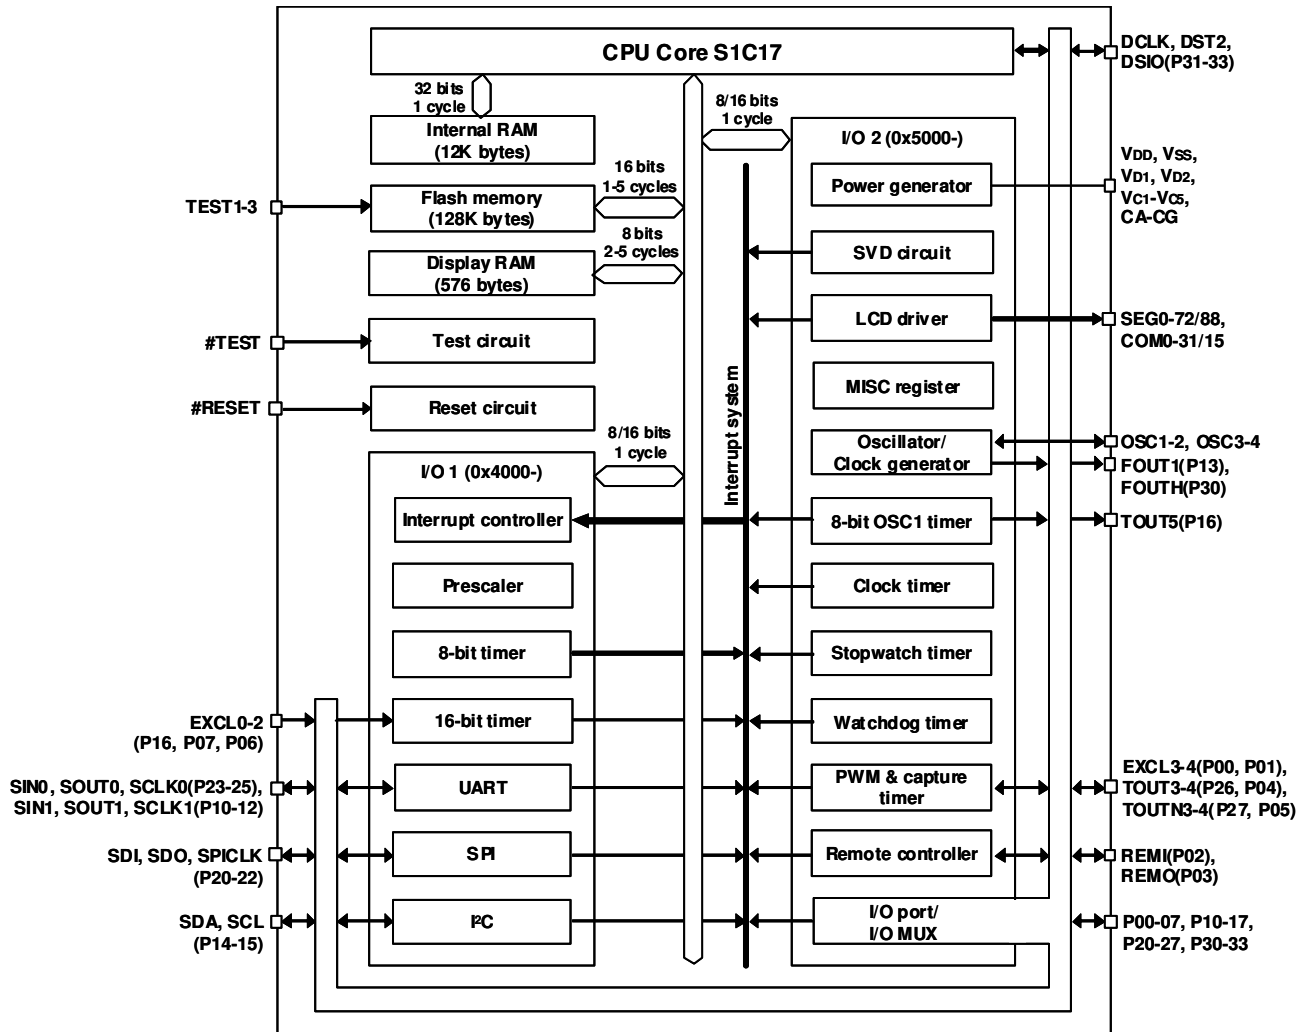 CPU Core S1C17
DCLK, DST2,
DSIO(P31-33)
32 bits
1 cycle
8/16 bits
1 cycle
Internal RAM
(12K bytes)
I/O 2 (0x5000-)
VDD, VSS,
VD1, VD2,
VC1-VC5,
CA-CG
16 bits
1-5 cycles
Power generator
TEST1-3
Flash memory
(128K bytes)
8 bits
2-5 cycles
SVD circuit
Display RAM
(576 bytes)
LCD driver
SEG0-72/88,
COM0-31/15
#TEST
Test circuit
MISC register
Interrupt system
#RESET
Reset circuit
8/16 bits
1 cycle
Oscillator/
Clock generator
OSC1-2, OSC3-4
FOUT1(P13),
FOUTH(P30)
I/O 1 (0x4000-)
Interrupt controller
8-bit OSC1 timer
TOUT5(P16)
Prescaler
Clock timer
8-bit timer
Stopwatch timer
EXCL0-2
(P16, P07, P06)
16-bit timer
Watchdog timer
SIN0, SOUT0, SCLK0(P23-25),
SIN1, SOUT1, SCLK1(P10-12)
UART
PWM & capture
timer
EXCL3-4(P00, P01),
TOUT3-4(P26, P04),
TOUTN3-4(P27, P05)
SDI, SDO, SPICLK
(P20-22)
SPI
Remote controller
REMI(P02),
REMO(P03)
SDA, SCL
(P14-15)
I²C
I/O port/
I/O MUX
P00-07, P10-17,
P20-27, P30-33